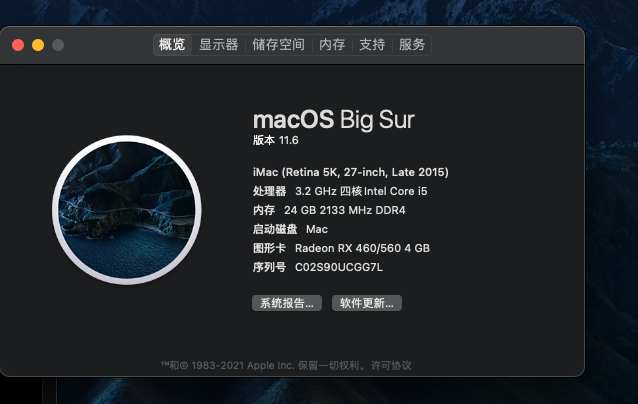 概览 显示器 储存空间 内存 支持 服务
macOS Big Sur
版本 11.6
iMac (Retina 5K, 27-inch, Late 2015)
处理器 3.2 GHz 四核Intel Core i5
内存 24 GB 2133 MHz DDR4
启动磁盘 Mac
图形卡 Radeon RX 460/560 4 GB
序列号 C02S90UCGG7L
系统报告... 软件更新...
™和© 1983-2021 Apple Inc. 保留一切权利。许可协议